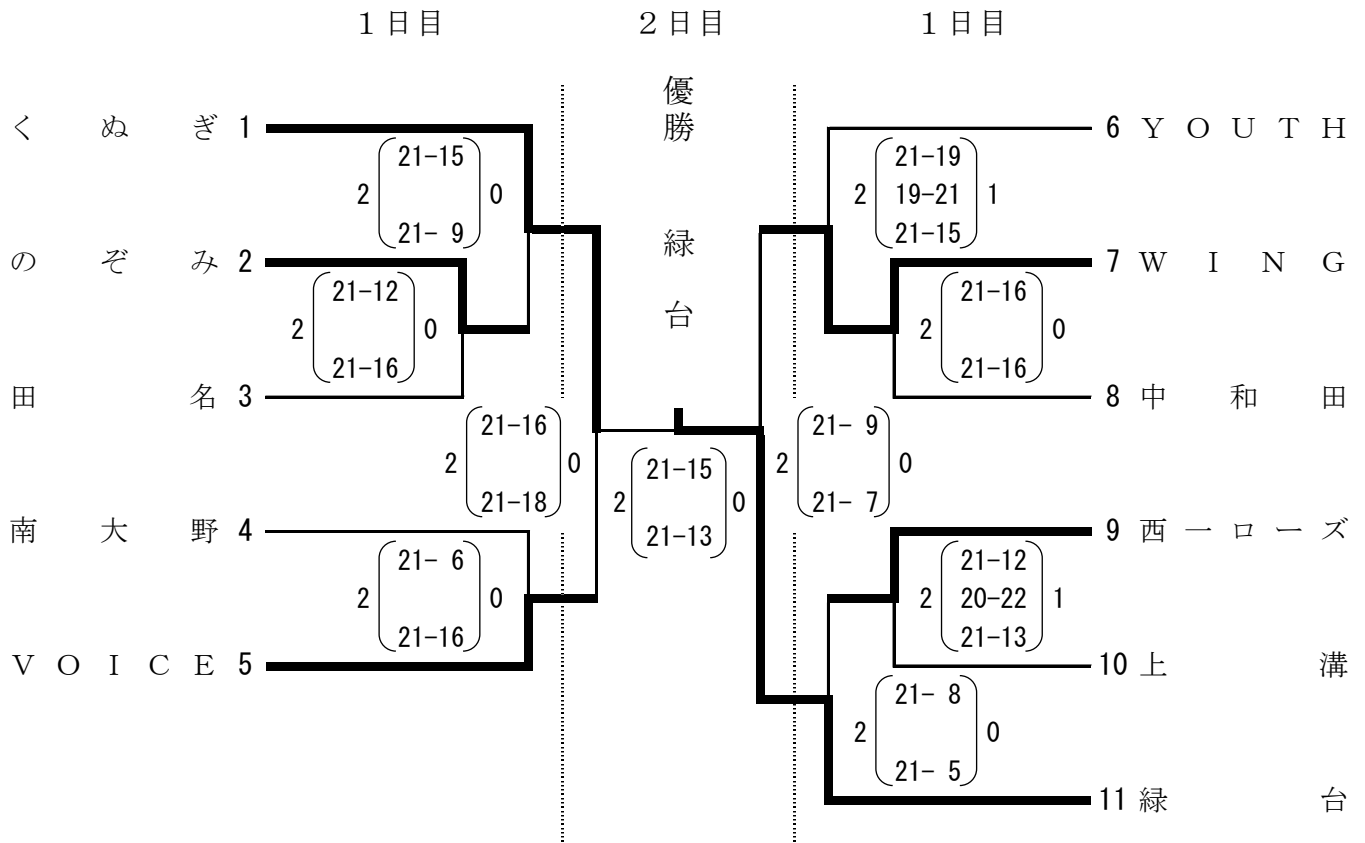 １日目 ２日目 １日目
優勝 緑台
くぬぎ 1
21-15
2 0
21- 9
のぞみ 2
21-12
2 0
21-16
田名 3
21-16
2 0
21-18
南大野 4
21- 6
2 0
21-16
ＶＯＩＣＥ 5
21-15
2 0
21-13
6 ＹＯＵＴＨ
21-19
2 19-21 1
21-15
7 ＷＩＮＧ
21-16
2 0
21-16
8 中和田
21- 9
2 0
21- 7
9 西一ローズ
21-12
2 20-22 1
21-13
10 上溝
21- 8
2 0
21- 5
11 緑台